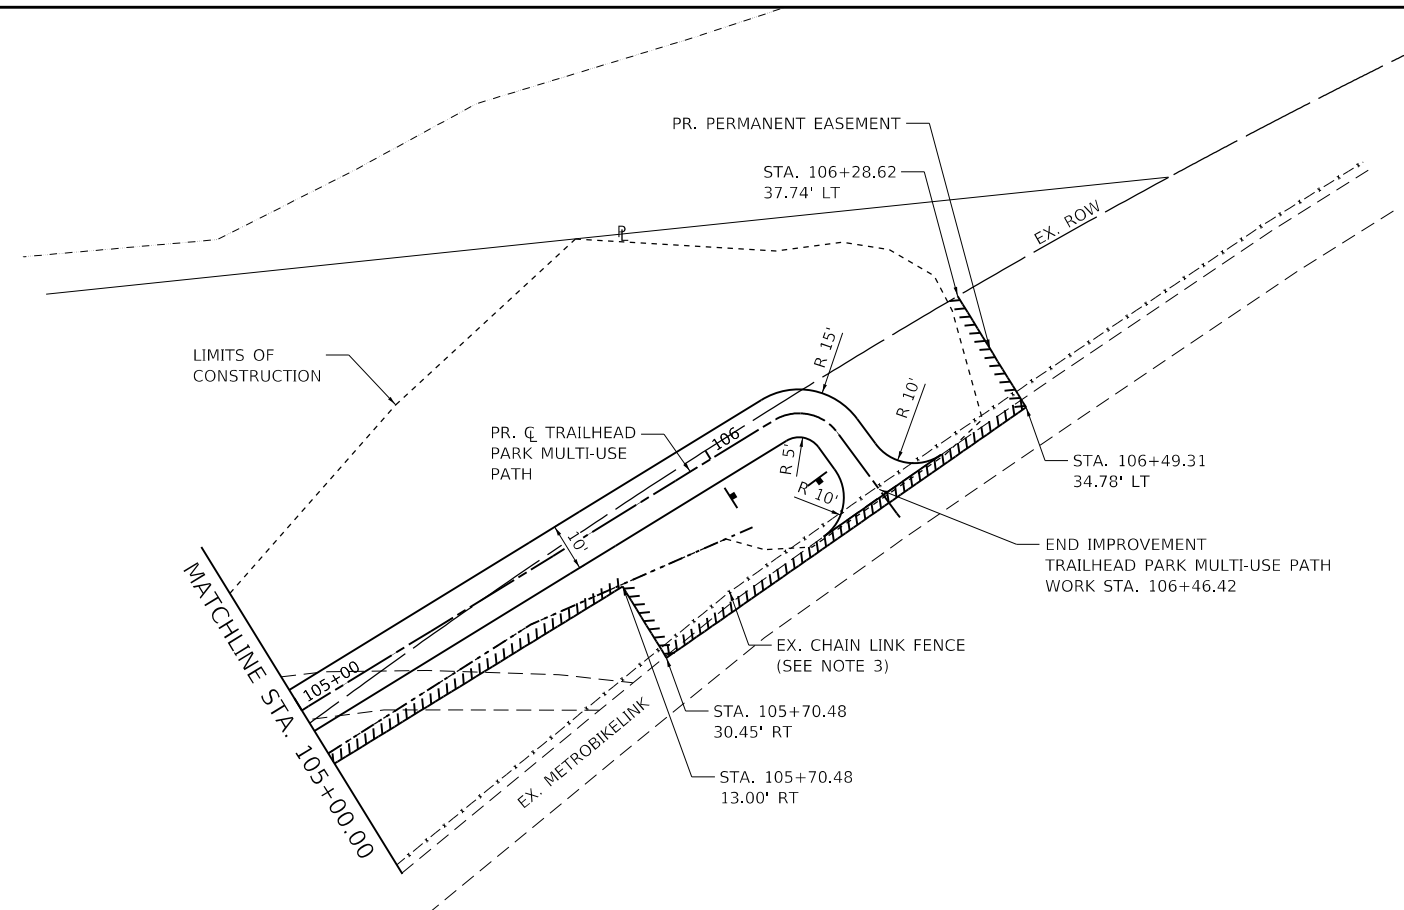 PR. PERMANENT EASEMENT
STA. 106+28.62
37.74' LT
EX. ROW
P̲L̲
LIMITS OF
CONSTRUCTION
R 15'
R 10'
PR. ℄ TRAILHEAD
PARK MULTI-USE
PATH
106
R 5'
R 10'
STA. 106+49.31
34.78' LT
10'
END IMPROVEMENT
TRAILHEAD PARK MULTI-USE PATH
WORK STA. 106+46.42
MATCHLINE STA. 105+00.00
105+00
EX. CHAIN LINK FENCE
(SEE NOTE 3)
EX. METROBIKELINK
STA. 105+70.48
30.45' RT
STA. 105+70.48
13.00' RT